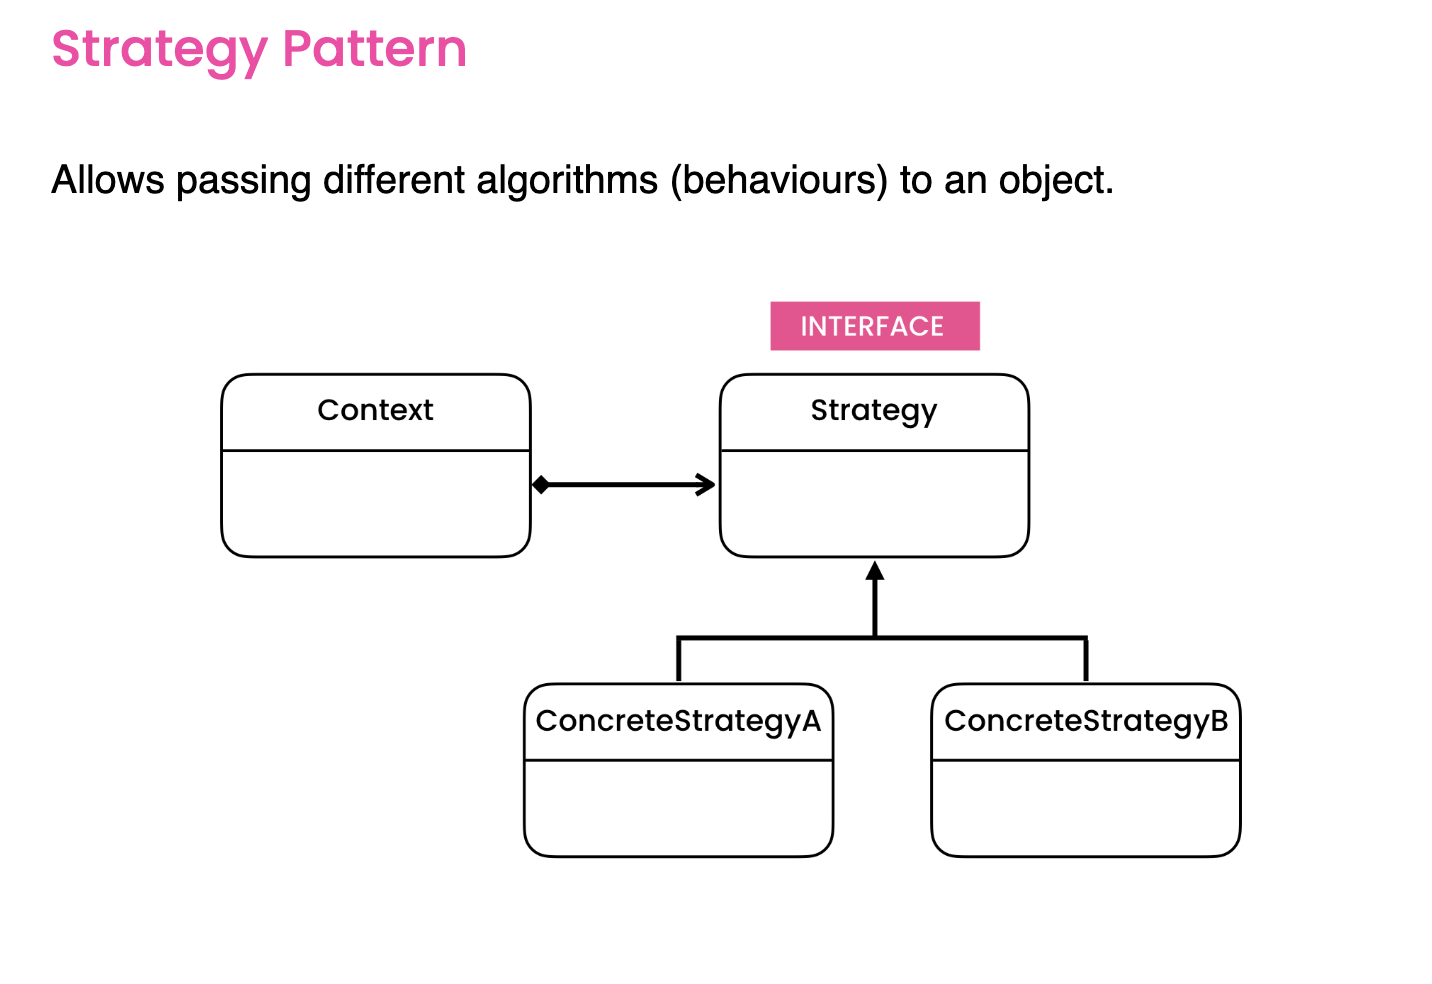 Strategy Pattern
Allows passing different algorithms (behaviours) to an object.
INTERFACE
Context
Strategy
ConcreteStrategyA
ConcreteStrategyB